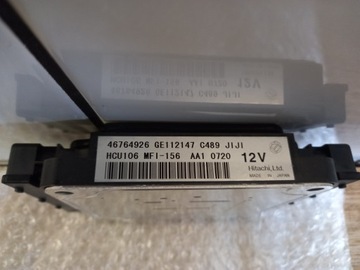 46764926 GE112147 C489 JIJI
HCU106 MFI-156 AA1 0720 12V
Hitachi,Ltd.
MADE IN JAPAN